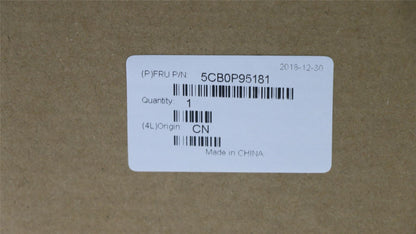 2018-12-30
(P)FRU P/N 5CB0P95181
Quantity: 1
(4L)Origin: CN
Made in CHINA